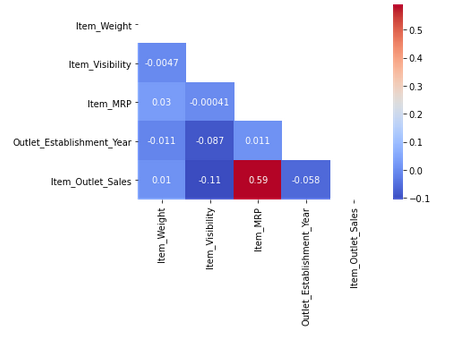 Item_Weight
Item_Visibility
-0.0047
Item_MRP
0.03 -0.00041
Outlet_Establishment_Year
-0.011 -0.087 0.011
Item_Outlet_Sales
0.01 -0.11 0.59 -0.058
Item_Weight
Item_Visibility
Item_MRP
Outlet_Establishment_Year
Item_Outlet_Sales
0.5
0.4
0.3
0.2
0.1
0.0
-0.1